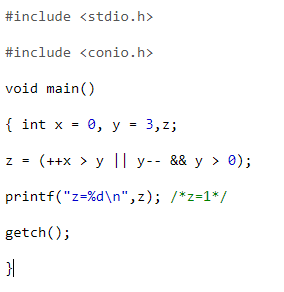 #include <stdio.h>
#include <conio.h>
void main()
{ int x = 0, y = 3,z;
z = (++x > y || y-- && y > 0);
printf("z=%d\n",z); /*z=1*/
getch();
}